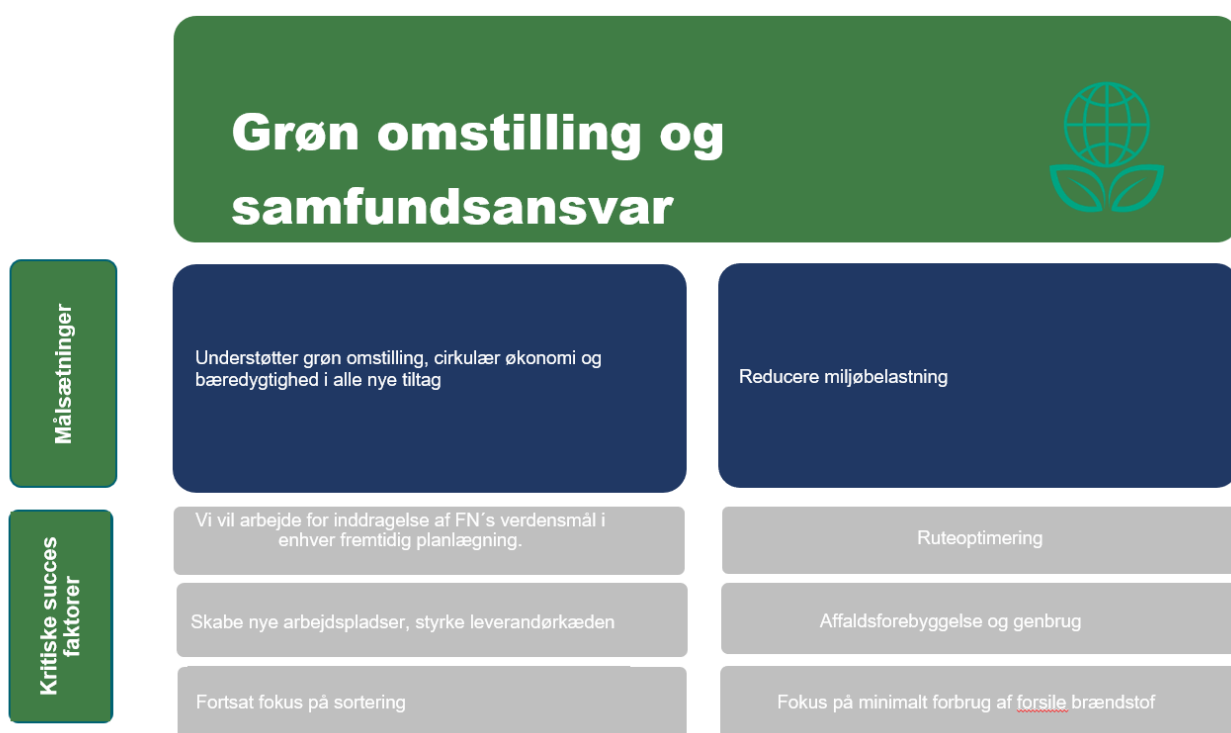 Grøn omstilling og
samfundsansvar
Målsætninger
Understøtter grøn omstilling, cirkulær økonomi og
bæredygtighed i alle nye tiltag
Reducere miljøbelastning
Kritiske succes
faktorer
Vi vil arbejde for inddragelse af FN´s verdensmål i
enhver fremtidig planlægning.
Ruteoptimering
Skabe nye arbejdspladser, styrke leverandørkæden
Affaldsforebyggelse og genbrug
Fortsat fokus på sortering
Fokus på minimalt forbrug af forsile brændstof